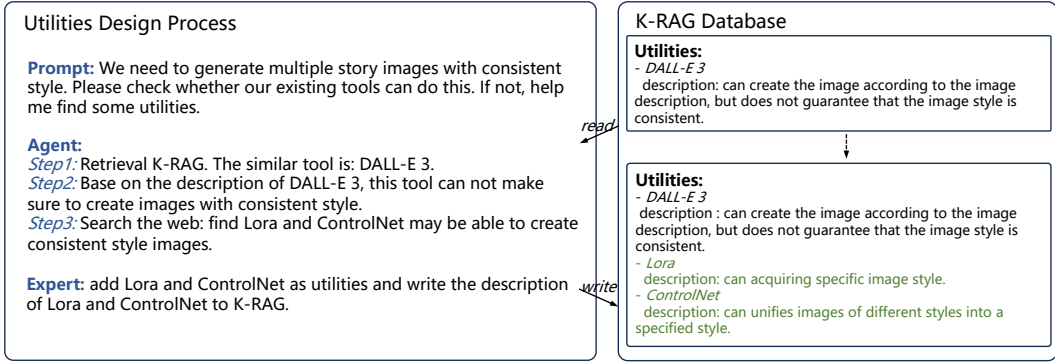 Utilities Design Process
Prompt: We need to generate multiple story images with consistent
style. Please check whether our existing tools can do this. If not, help
me find some utilities.
Agent:
Step1: Retrieval K-RAG. The similar tool is: DALL-E 3.
Step2: Base on the description of DALL-E 3, this tool can not make
sure to create images with consistent style.
Step3: Search the web: find Lora and ControlNet may be able to create
consistent style images.
Expert: add Lora and ControlNet as utilities and write the description
of Lora and ControlNet to K-RAG.
read
write
K-RAG Database
Utilities:
- DALL-E 3
description: can create the image according to the image
description, but does not guarantee that the image style is
consistent.
Utilities:
- DALL-E 3
description : can create the image according to the image
description, but does not guarantee that the image style is
consistent.
- Lora
description: can acquiring specific image style.
- ControlNet
description: can unifies images of different styles into a
specified style.